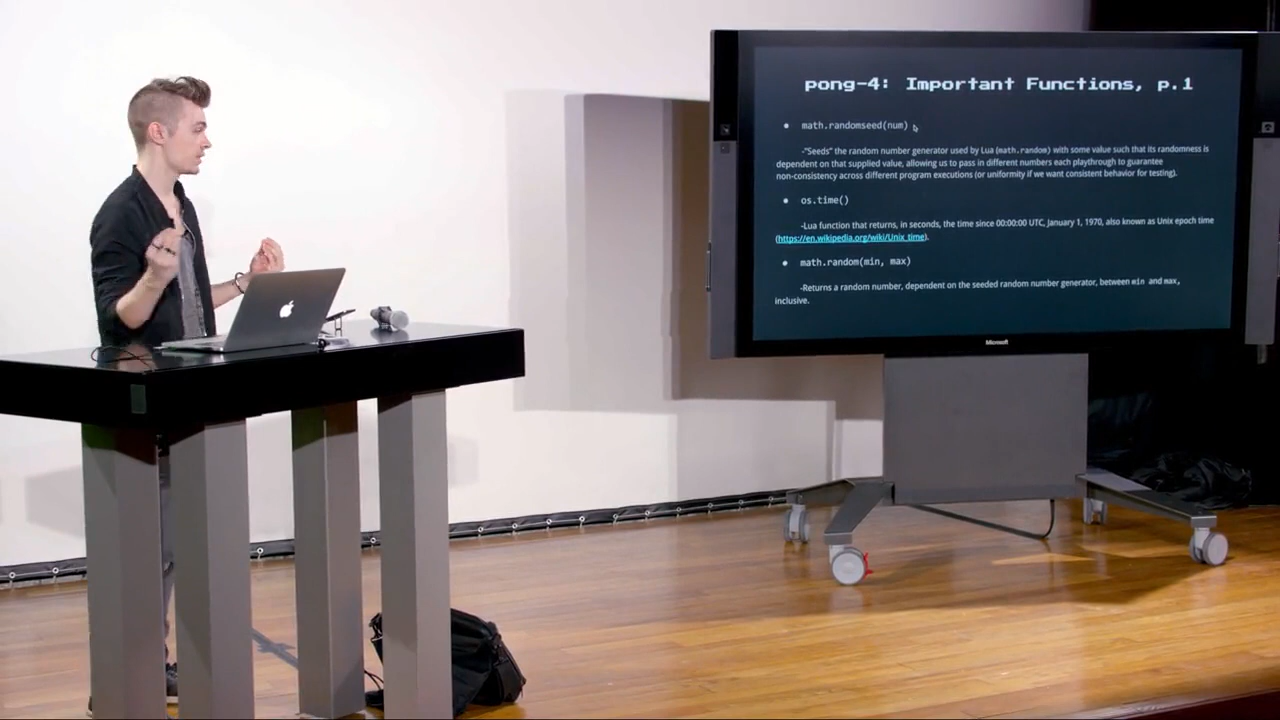 pong-4: Important Functions, p.1
• math.randomseed(num)
-"Seeds" the random number generator used by Lua (math.random) with some value such that its randomness is
dependent on that supplied value, allowing us to pass in different numbers each playthrough to guarantee
non-consistency across different program executions (or uniformity if we want consistent behavior for testing).
• os.time()
-Lua function that returns, in seconds, the time since 00:00:00 UTC, January 1, 1970, also known as Unix epoch time
(https://en.wikipedia.org/wiki/Unix_time).
• math.random(min, max)
-Returns a random number, dependent on the seeded random number generator, between min and max,
inclusive.
Microsoft